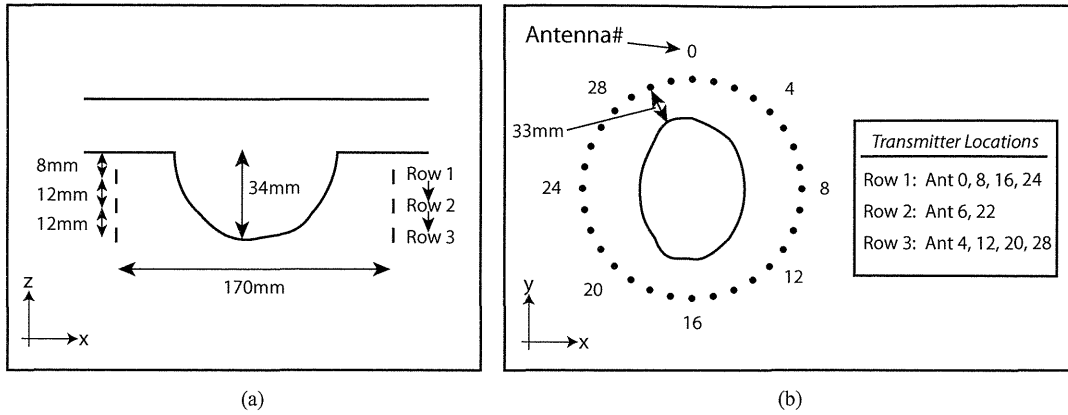 8mm
12mm
12mm
34mm
Row 1
Row 2
Row 3
170mm
z
x
(a)
Antenna#
0
4
8
12
16
20
24
28
33mm
y
x
Transmitter Locations
Row 1: Ant 0, 8, 16, 24
Row 2: Ant 6, 22
Row 3: Ant 4, 12, 20, 28
(b)